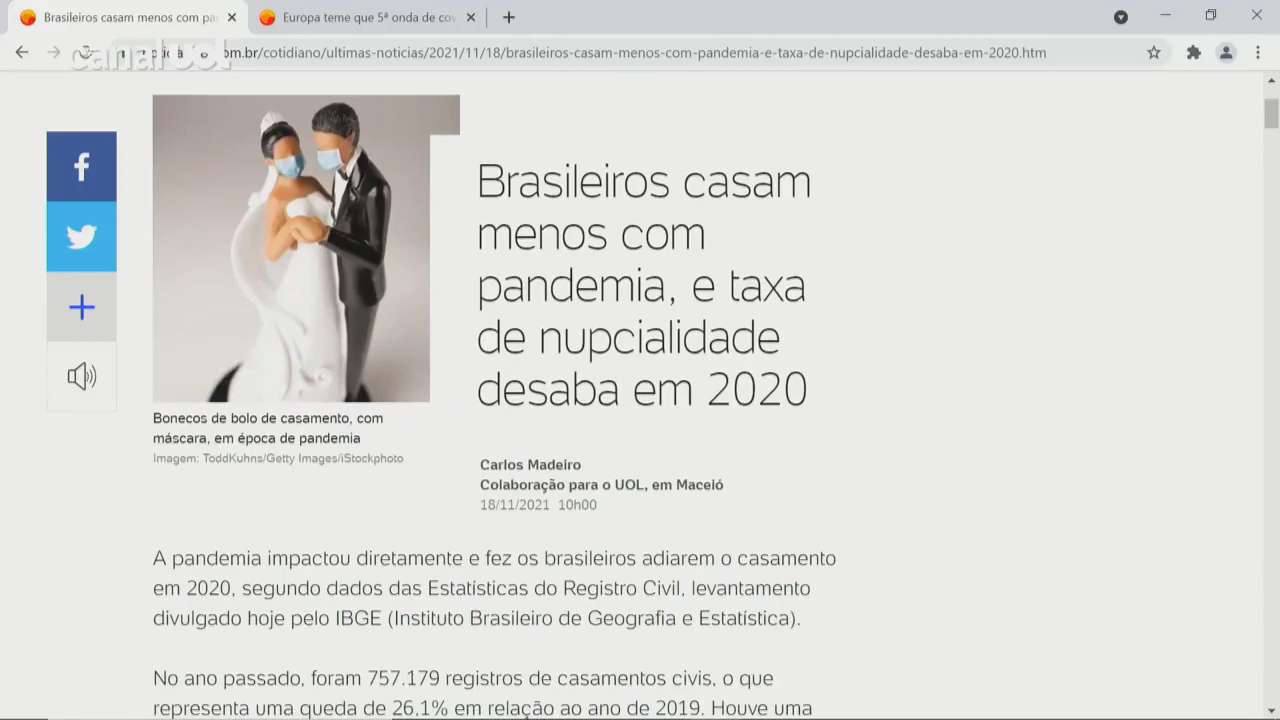 Brasileiros casam menos com pa
Europa teme que 5ª onda de cov
canal UOL
om.br/cotidiano/ultimas-noticias/2021/11/18/brasileiros-casam-menos-com-pandemia-e-taxa-de-nupcialidade-desaba-em-2020.htm
Brasileiros casam
menos com
pandemia, e taxa
de nupcialidade
desaba em 2020
Bonecos de bolo de casamento, com
máscara, em época de pandemia
Imagem: ToddKuhns/Getty Images/iStockphoto
Carlos Madeiro
Colaboração para o UOL, em Maceió
18/11/2021 10h00
A pandemia impactou diretamente e fez os brasileiros adiarem o casamento
em 2020, segundo dados das Estatísticas do Registro Civil, levantamento
divulgado hoje pelo IBGE (Instituto Brasileiro de Geografia e Estatística).
No ano passado, foram 757.179 registros de casamentos civis, o que
representa uma queda de 26,1% em relação ao ano de 2019. Houve uma